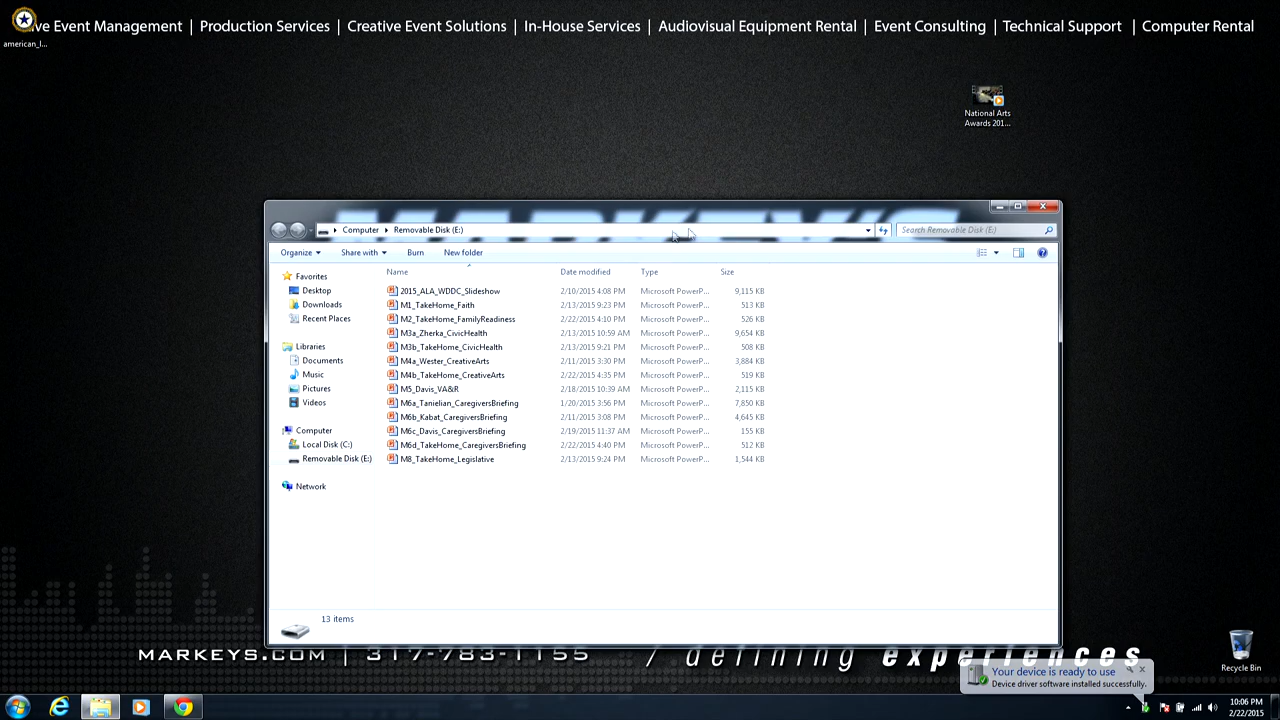 ve Event Management | Production Services | Creative Event Solutions | In-House Services | Audiovisual Equipment Rental | Event Consulting | Technical Support | Computer Rental
american_l...
National Arts
Awards 201...
Computer Removable Disk (E:)
Search Removable Disk (E:)
Organize Share with Burn New folder
Name Date modified Type Size
Favorites
Desktop
Downloads
Recent Places
Libraries
Documents
Music
Pictures
Videos
Computer
Local Disk (C:)
Removable Disk (E:)
Network
2015_ALA_WDDC_Slideshow 2/10/2015 4:08 PM Microsoft PowerP... 9,115 KB
M1_TakeHome_Faith 2/13/2015 9:23 PM Microsoft PowerP... 513 KB
M2_TakeHome_FamilyReadiness 2/22/2015 4:10 PM Microsoft PowerP... 526 KB
M3a_Zherka_CivicHealth 2/13/2015 10:59 AM Microsoft PowerP... 9,654 KB
M3b_TakeHome_CivicHealth 2/13/2015 9:21 PM Microsoft PowerP... 508 KB
M4a_Wester_CreativeArts 2/11/2015 3:30 PM Microsoft PowerP... 3,884 KB
M4b_TakeHome_CreativeArts 2/22/2015 4:35 PM Microsoft PowerP... 519 KB
M5_Davis_VA&R 2/18/2015 10:39 AM Microsoft PowerP... 2,115 KB
M6a_Tanielian_CaregiversBriefing 1/20/2015 3:56 PM Microsoft PowerP... 7,850 KB
M6b_Kabat_CaregiversBriefing 2/11/2015 3:08 PM Microsoft PowerP... 4,645 KB
M6c_Davis_CaregiversBriefing 2/19/2015 11:37 AM Microsoft PowerP... 155 KB
M6d_TakeHome_CaregiversBriefing 2/22/2015 4:40 PM Microsoft PowerP... 512 KB
M8_TakeHome_Legislative 2/13/2015 9:24 PM Microsoft PowerP... 1,544 KB
13 items
MARKEYS.COM | 317-783-1155 / defining experiences
Your device is ready to use
Device driver software installed successfully.
Recycle Bin
10:06 PM
2/22/2015